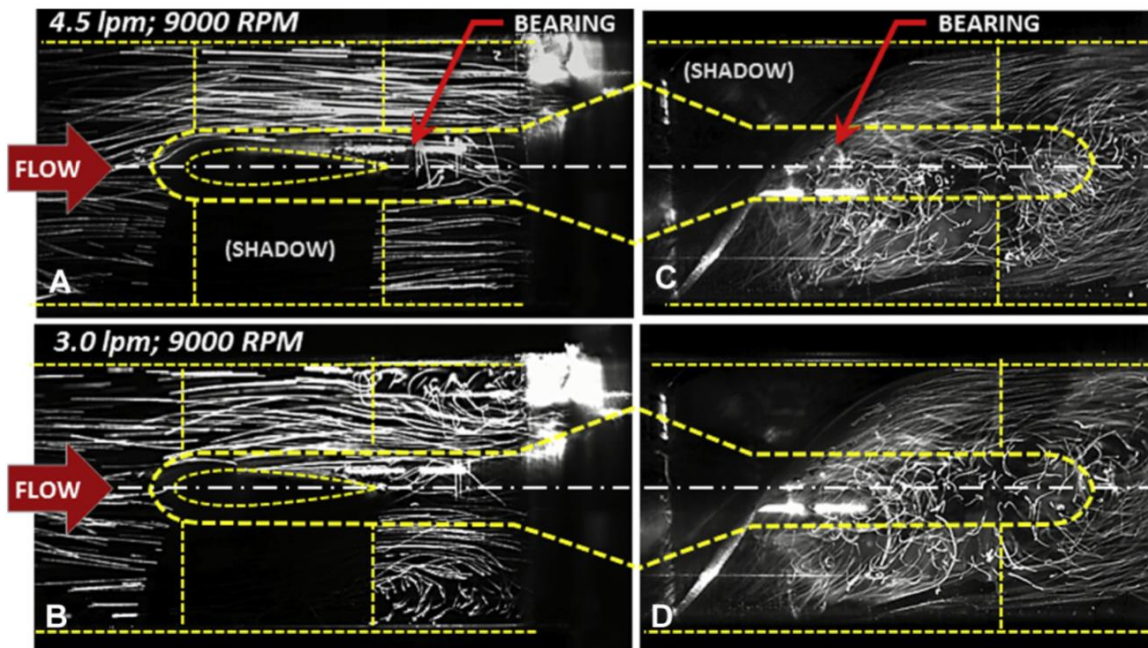 4.5 lpm; 9000 RPM
BEARING
BEARING
(SHADOW)
FLOW
(SHADOW)
A
C
3.0 lpm; 9000 RPM
FLOW
B
D